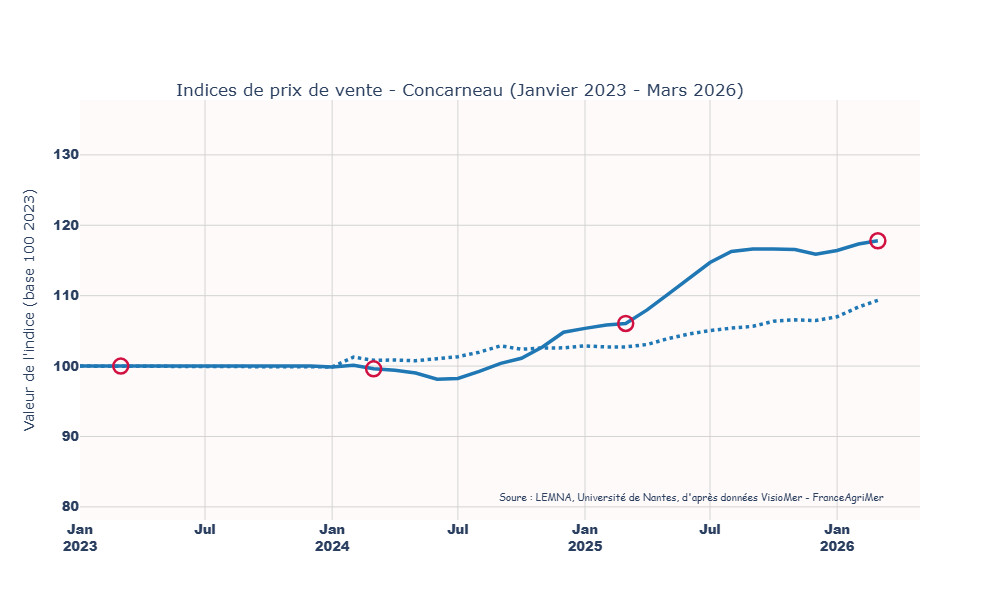 Indices de prix de vente - Concarneau (Janvier 2023 - Mars 2026)
Valeur de l'indice (base 100 2023)
130
120
110
100
90
80
Soure : LEMNA, Université de Nantes, d'après données VisioMer - FranceAgriMer
Jan Jul Jan Jul Jan Jul Jan
2023 2024 2025 2026